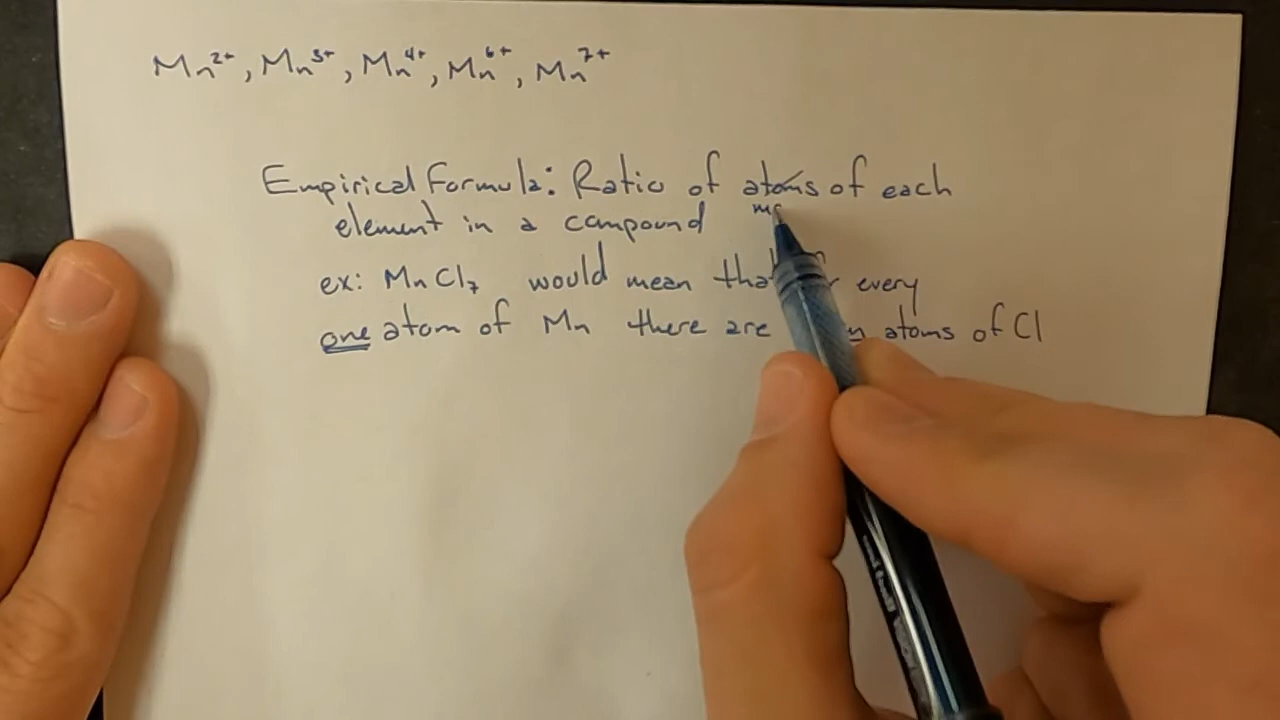 Mn²⁺, Mn³⁺, Mn⁴⁺, Mn⁶⁺, Mn⁷⁺
Empirical Formula: Ratio of atoms of each
element in a compound
ex: MnCl₇ would mean every
one atom of Mn there are atoms of Cl